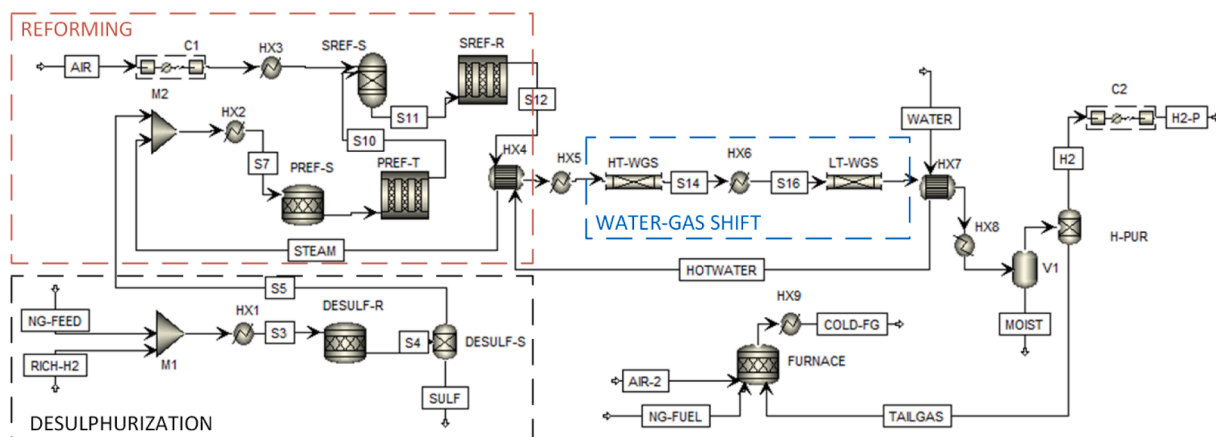 REFORMING
C1
AIR
HX3
SREF-S
SREF-R
M2
HX2
S11
S12
S10
S7
PREF-S
PREF-T
HX4
HX5
STEAM
HT-WGS
S14
HX6
S16
LT-WGS
WATER-GAS SHIFT
WATER
HX7
HX8
C2
H2-P
H2
H-PUR
V1
MOIST
HOTWATER
S5
NG-FEED
RICH-H2
M1
HX1
S3
DESULF-R
S4
DESULF-S
SULF
DESULPHURIZATION
HX9
COLD-FG
FURNACE
AIR-2
NG-FUEL
TAILGAS